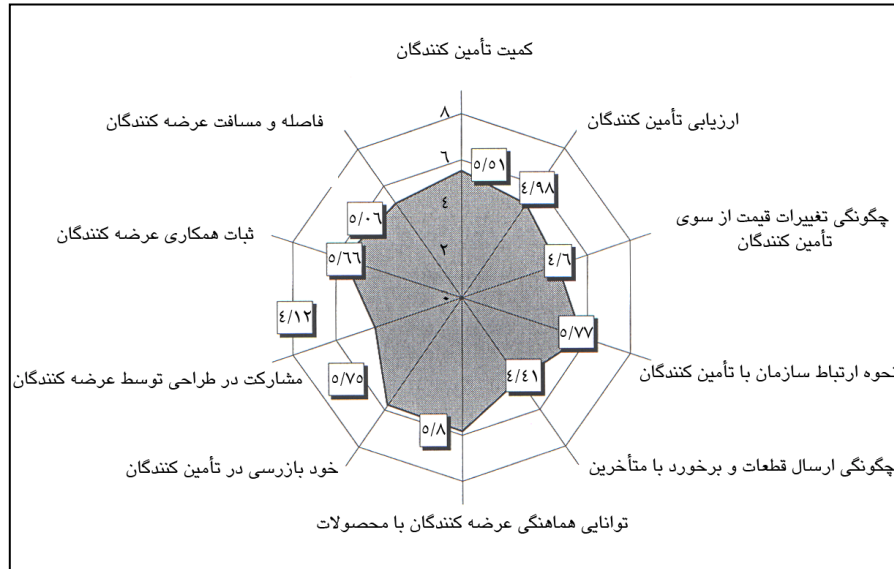 کمیت تأمین کنندگان
ارزیابی تأمین کنندگان
چگونگی تغییرات قیمت از سوی
تأمین کنندگان
نحوه ارتباط سازمان با تأمین کنندگان
چگونگی ارسال قطعات و برخورد با متأخرین
توانایی هماهنگی عرضه کنندگان با محصولات
خود بازرسی در تأمین کنندگان
مشارکت در طراحی توسط عرضه کنندگان
ثبات همکاری عرضه کنندگان
فاصله و مسافت عرضه کنندگان
۸
۶
۴
۲
۰
۵/۵۱
۴/۹۸
۴/۶
۵/۷۷
۴/۴۱
۵/۸
۵/۷۵
۴/۱۲
۵/۶۶
۵/۰۶